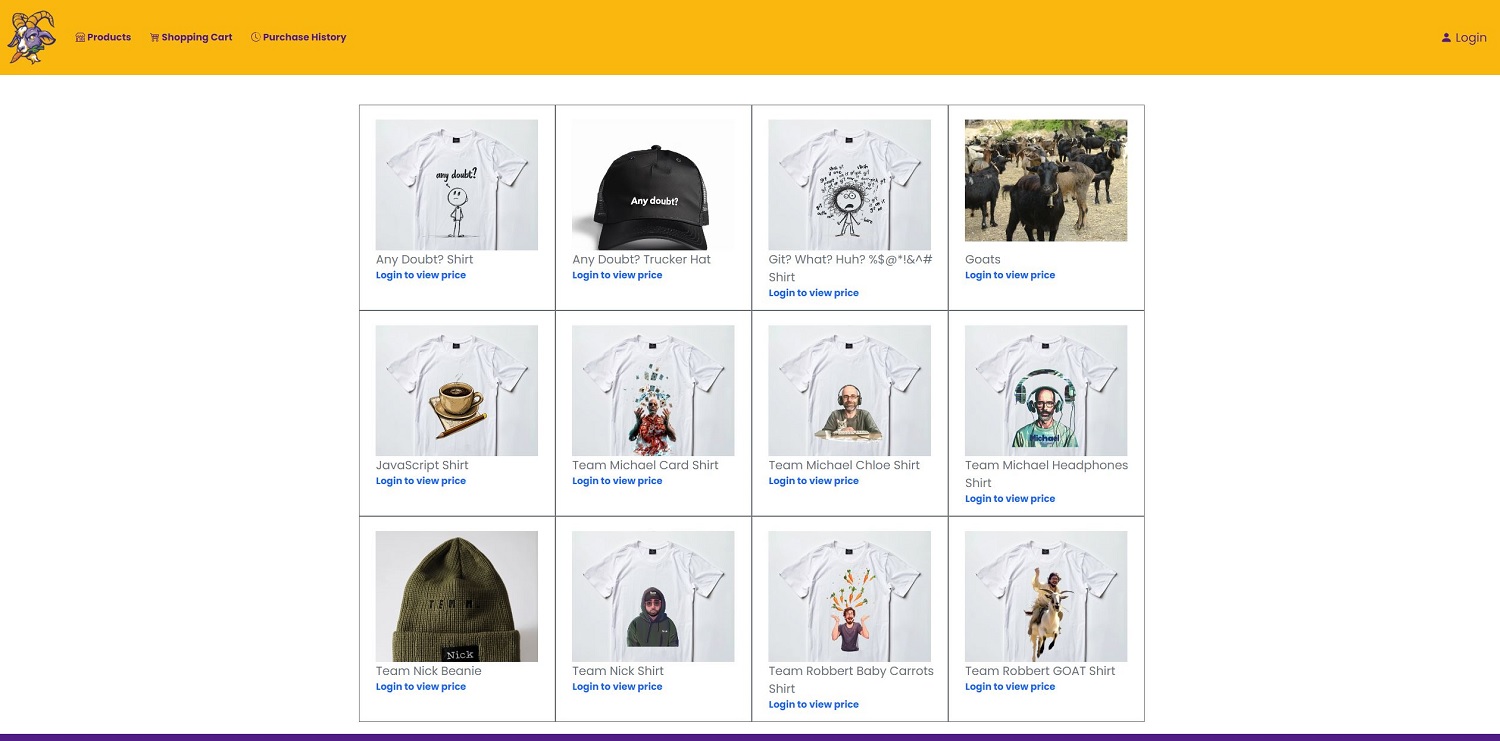 Products
Shopping Cart
Purchase History
Login
any doubt?
Any Doubt? Shirt
Login to view price
Any doubt?
Any Doubt? Trucker Hat
Login to view price
Git? What? Huh? %$@*!&^#
Shirt
Login to view price
Goats
Login to view price
JavaScript Shirt
Login to view price
Team Michael Card Shirt
Login to view price
Team Michael Chloe Shirt
Login to view price
Michael
Team Michael Headphones
Shirt
Login to view price
Nick
Team Nick Beanie
Login to view price
Team Nick Shirt
Login to view price
Team Robbert Baby Carrots
Shirt
Login to view price
Team Robbert GOAT Shirt
Login to view price